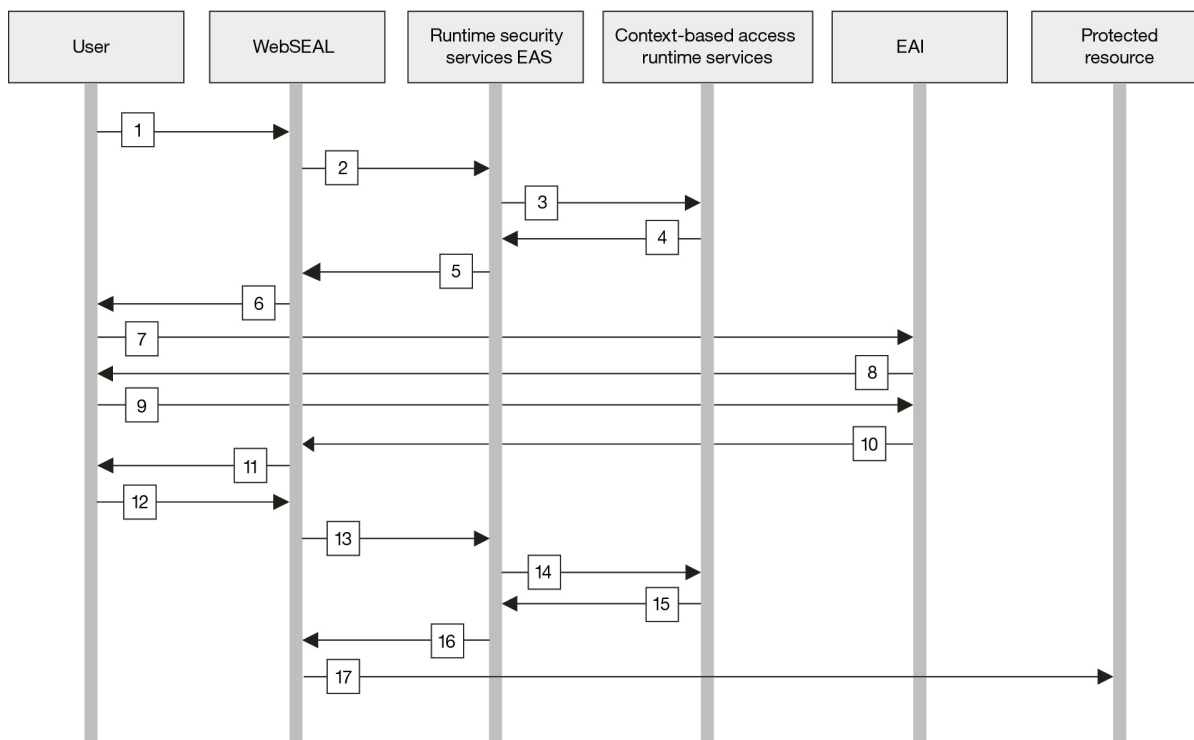 User
WebSEAL
Runtime security
services EAS
Context-based access
runtime services
EAI
Protected
resource
1
2
3
4
5
6
7
8
9
10
11
12
13
14
15
16
17